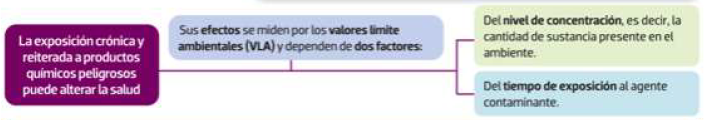 La exposición crónica y
reiterada a productos
químicos peligrosos
puede alterar la salud
Sus efectos se miden por los valores límite
ambientales (VLA) y dependen de dos factores:
Del nivel de concentración, es decir, la
cantidad de sustancia presente en el
ambiente.
Del tiempo de exposición al agente
contaminante.